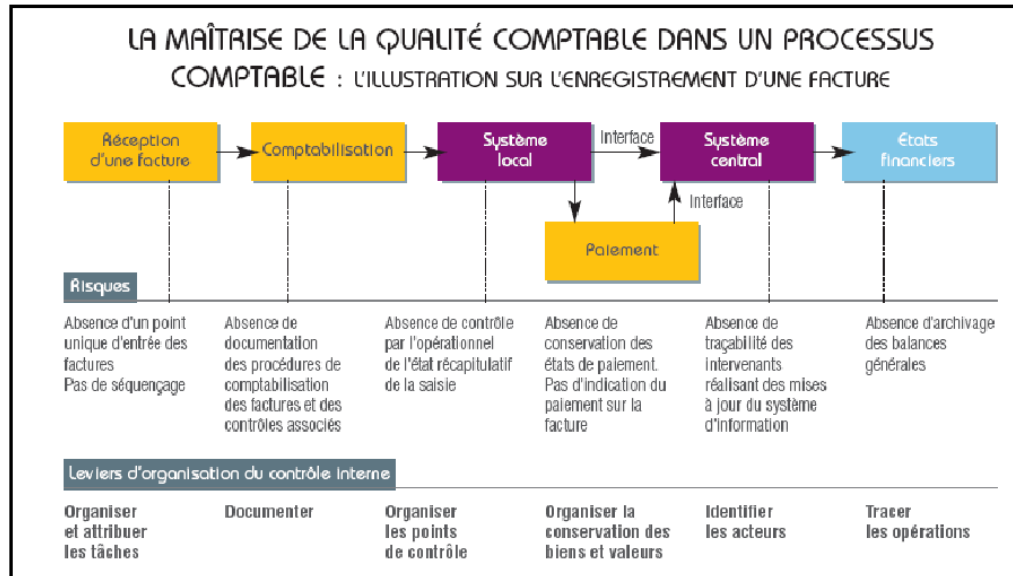 LA MAÎTRISE DE LA QUALITÉ COMPTABLE DANS UN PROCESSUS
COMPTABLE : L'ILLUSTRATION SUR L'ENREGISTREMENT D'UNE FACTURE
Réception
d'une facture
Comptabilisation
Système
local
Interface
Système
central
Etats
financiers
Interface
Paiement
Risques
Absence d'un point
unique d'entrée des
factures
Pas de séquençage
Absence de
documentation
des procédures de
comptabilisation
des factures et des
contrôles associés
Absence de contrôle
par l'opérationnel
de l'état récapitulatif
de la saisie
Absence de
conservation des
états de paiement.
Pas d'indication du
paiement sur la
facture
Absence de
traçabilité des
intervenants
réalisant des mises
à jour du système
d'information
Absence d'archivage
des balances
générales
Leviers d'organisation du contrôle interne
Organiser
et attribuer
les tâches
Documenter
Organiser
les points
de contrôle
Organiser la
conservation des
biens et valeurs
Identifier
les acteurs
Tracer
les opérations